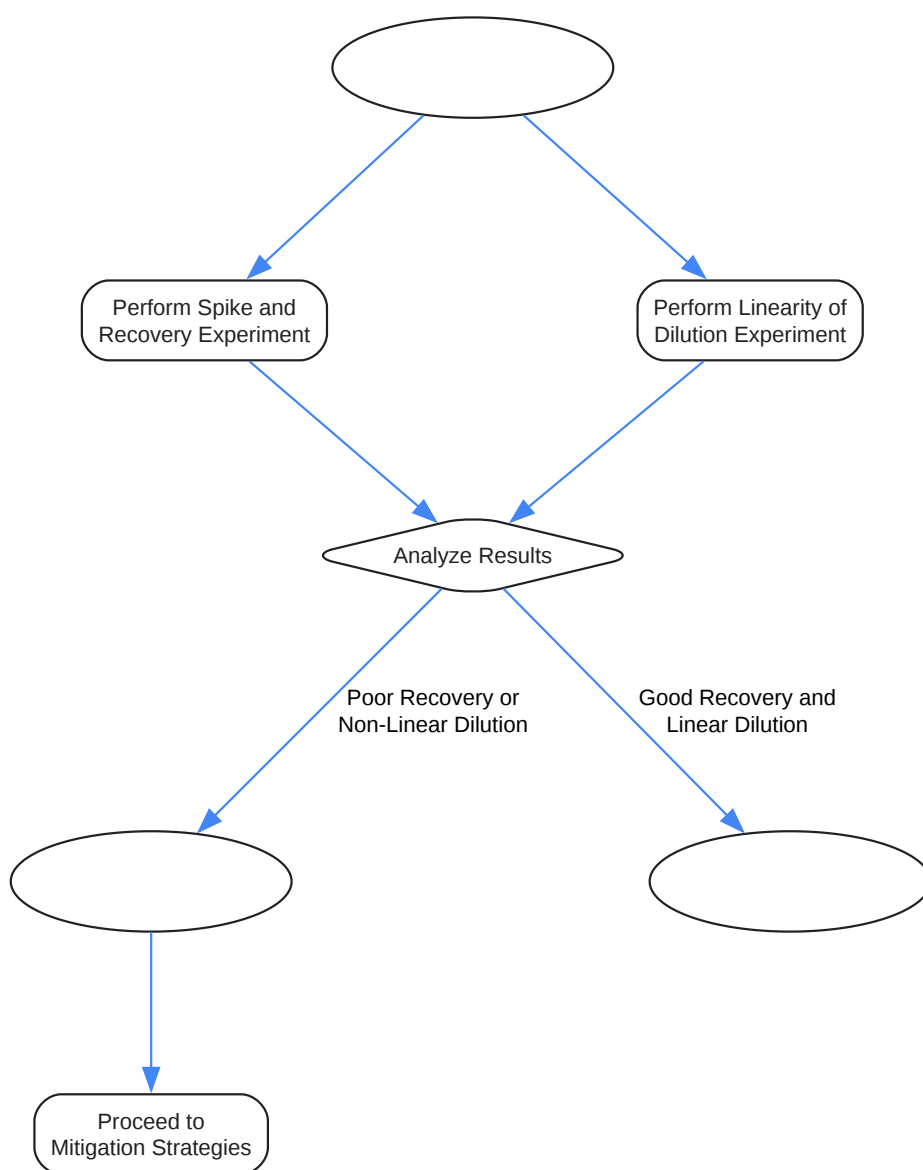 Perform Spike and
Recovery Experiment
Perform Linearity of
Dilution Experiment
Analyze Results
Poor Recovery or
Non-Linear Dilution
Good Recovery and
Linear Dilution
Proceed to
Mitigation Strategies